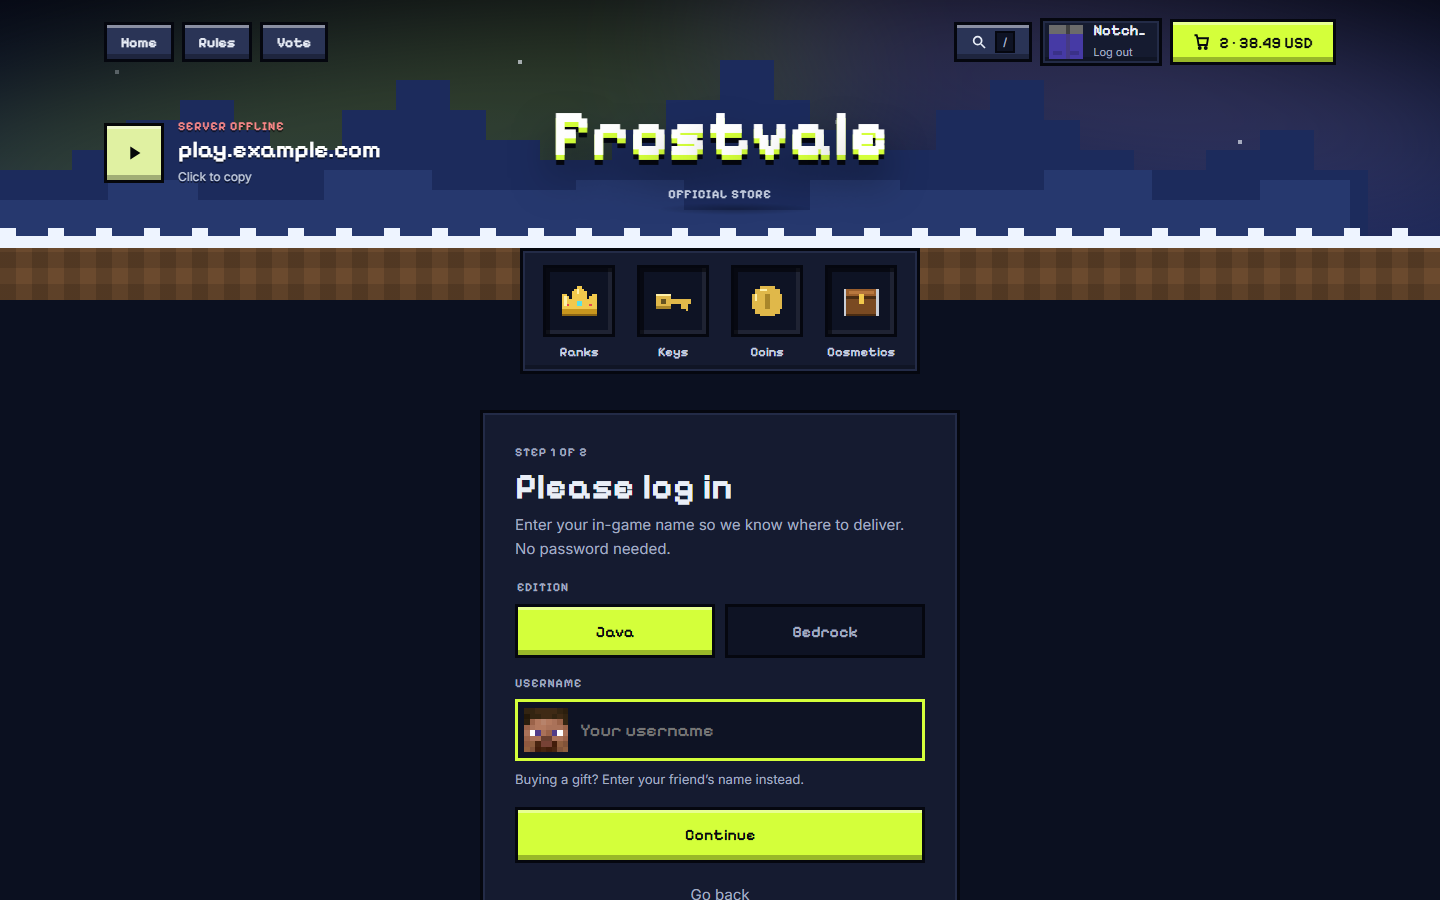 Home
Rules
Vote
/
Notch_
Log out
2 · 38.49 USD
SERVER OFFLINE
play.example.com
Click to copy
Frostvale
OFFICIAL STORE
Ranks
Keys
Coins
Cosmetics
STEP 1 OF 2
Please log in
Enter your in-game name so we know where to deliver.
No password needed.
EDITION
Java
Bedrock
USERNAME
Your username
Buying a gift? Enter your friend’s name instead.
Continue
Go back